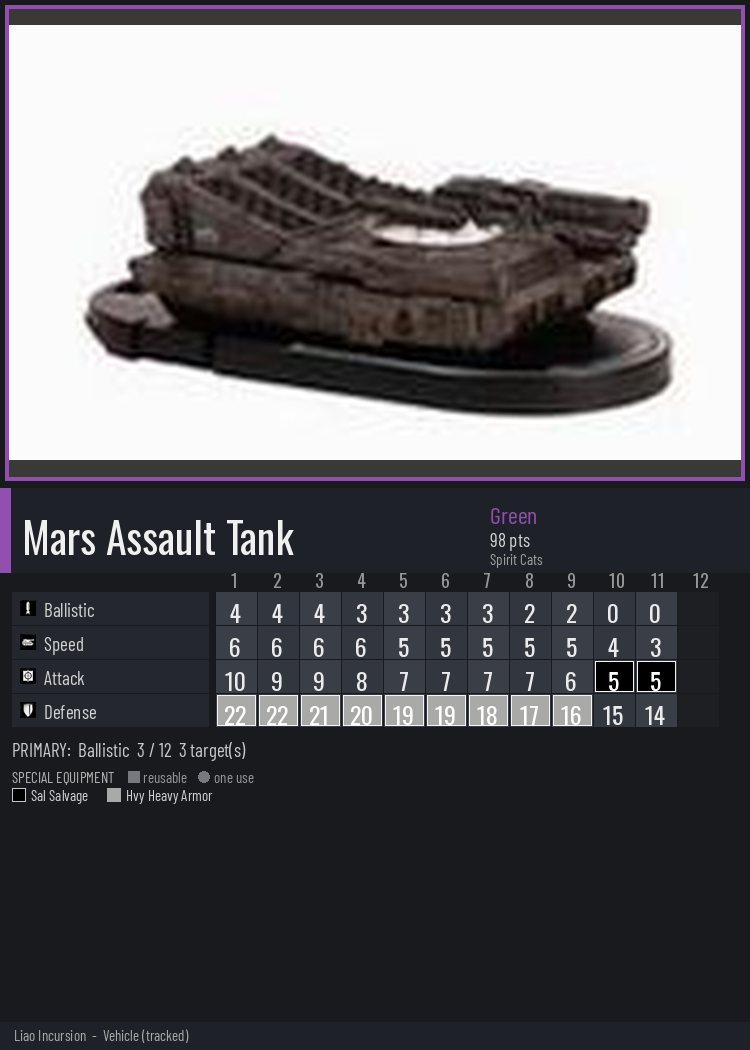 Mars Assault Tank
Green
98 pts
Spirit Cats
1 2 3 4 5 6 7 8 9 10 11 12
Ballistic 4 4 4 3 3 3 3 2 2 0 0
Speed 6 6 6 6 5 5 5 5 5 4 3
Attack 10 9 9 8 7 7 7 7 6 5 5
Defense 22 22 21 20 19 19 18 17 16 15 14
PRIMARY: Ballistic 3 / 12 3 target(s)
SPECIAL EQUIPMENT reusable one use
Sal Salvage Hvy Heavy Armor
Liao Incursion - Vehicle (tracked)